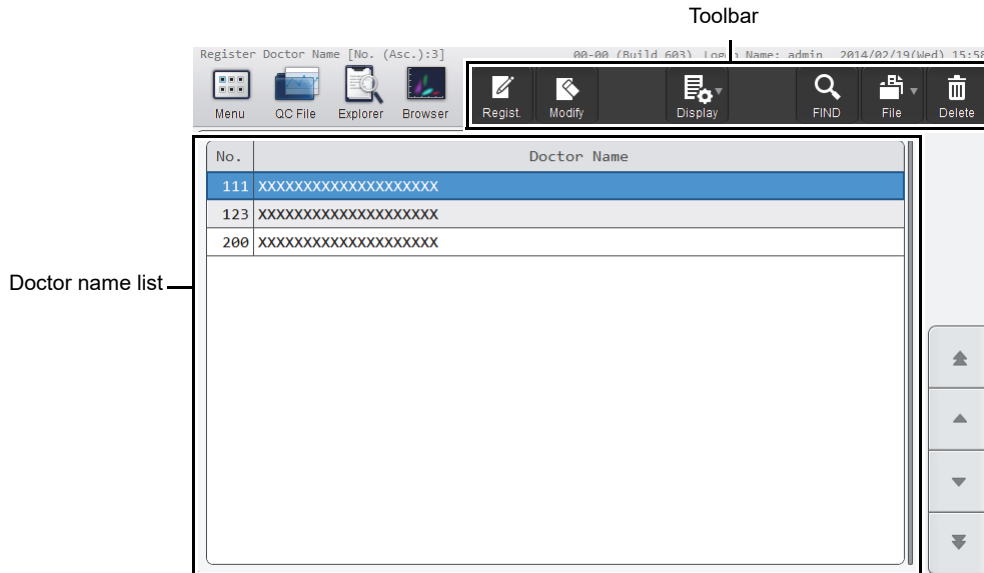 Toolbar
Register Doctor Name [No. (Asc.):3] 00-00 (Build 603) Login Name: admin 2014/02/19(Wed) 15:58
Menu QC File Explorer Browser Regist. Modify Display FIND File Delete
No. Doctor Name
111 XXXXXXXXXXXXXXXXXXXX
123 XXXXXXXXXXXXXXXXXXXX
200 XXXXXXXXXXXXXXXXXXXX
Doctor name list